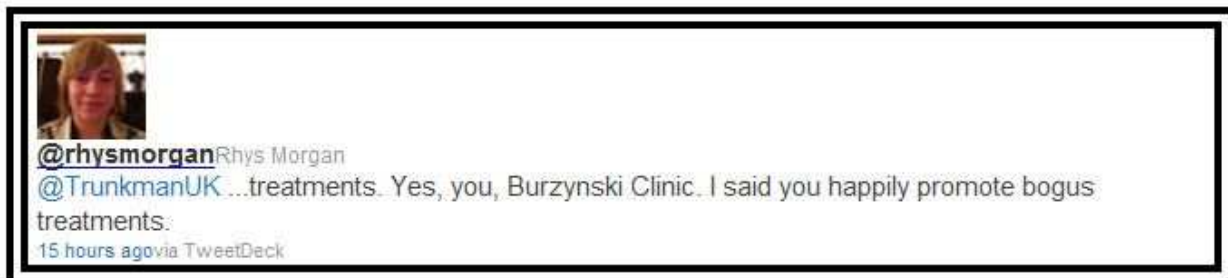 @rhysmorganRhys Morgan
@TrunkmanUK ...treatments. Yes, you, Burzynski Clinic. I said you happily promote bogus
treatments.
15 hours agovia TweetDeck